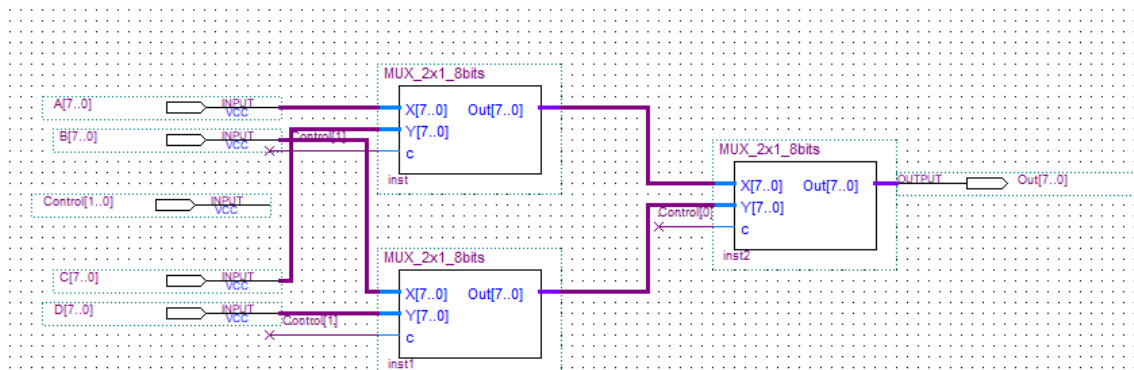 MUX_2x1_8bits
A[7..0] INPUT VCC X[7..0] Out[7..0]
B[7..0] INPUT VCC Control[1] Y[7..0]
c
inst
MUX_2x1_8bits
Control[1..0] INPUT VCC
X[7..0] Out[7..0] OUTPUT Out[7..0]
Control[0] Y[7..0]
c
inst2
MUX_2x1_8bits
C[7..0] INPUT VCC
X[7..0] Out[7..0]
D[7..0] INPUT VCC Control[1] Y[7..0]
c
inst1